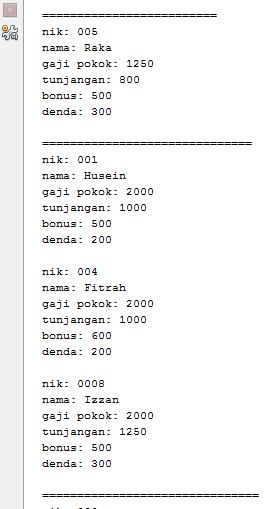 =========================
nik: 005
nama: Raka
gaji pokok: 1250
tunjangan: 800
bonus: 500
denda: 300
==============================
nik: 001
nama: Husein
gaji pokok: 2000
tunjangan: 1000
bonus: 500
denda: 200
nik: 004
nama: Fitrah
gaji pokok: 2000
tunjangan: 1000
bonus: 600
denda: 200
nik: 0008
nama: Izzan
gaji pokok: 2000
tunjangan: 1250
bonus: 500
denda: 300
===============================